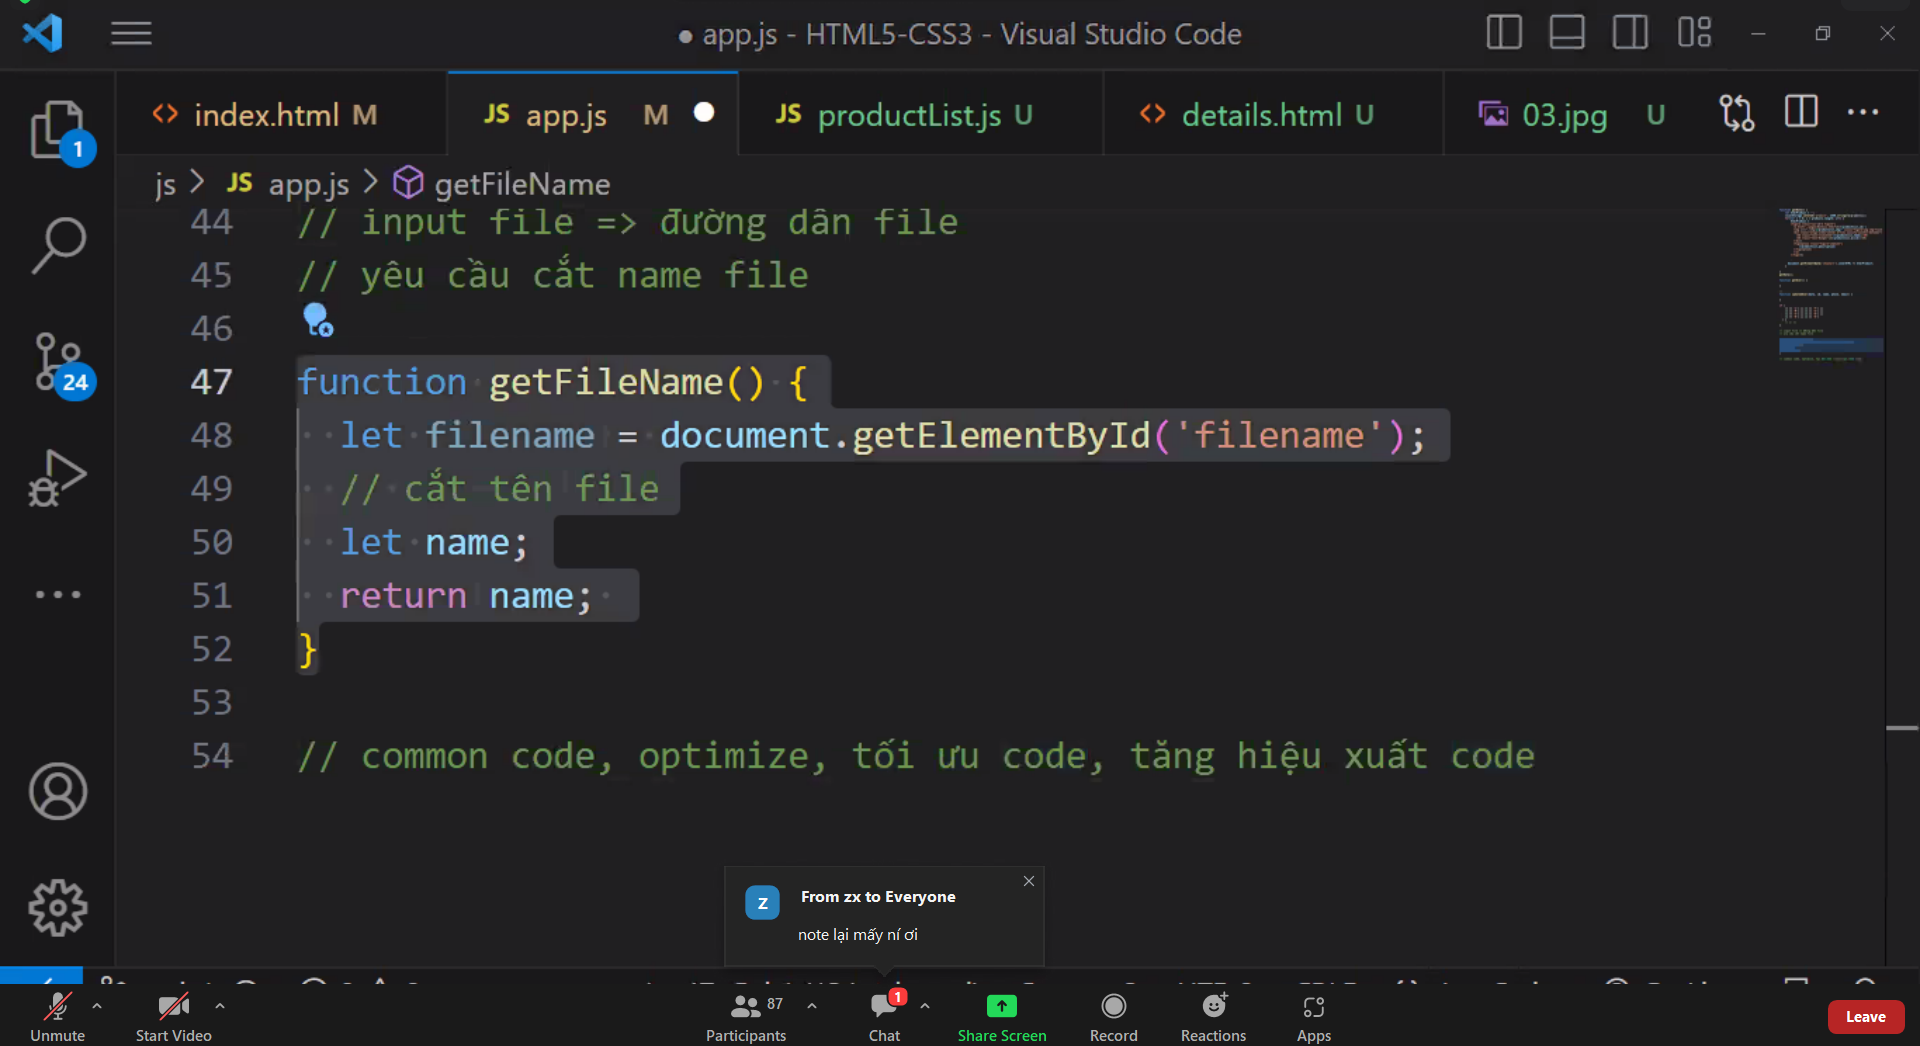 ● app.js - HTML5-CSS3 - Visual Studio Code
index.html M
JS app.js M
JS productList.js U
details.html U
03.jpg U
1
js > JS app.js > getFileName
44 // input file => đường dẫn file
45 // yêu cầu cắt name file
46
47 function getFileName() {
48 let filename = document.getElementById('filename');
49 // cắt tên file
50 let name;
51 return name;
52 }
53
54 // common code, optimize, tối ưu code, tăng hiệu xuất code
24
Z
From zx to Everyone
note lại mấy ní ơi
Unmute
Start Video
87
Participants
1
Chat
Share Screen
Record
Reactions
Apps
Leave